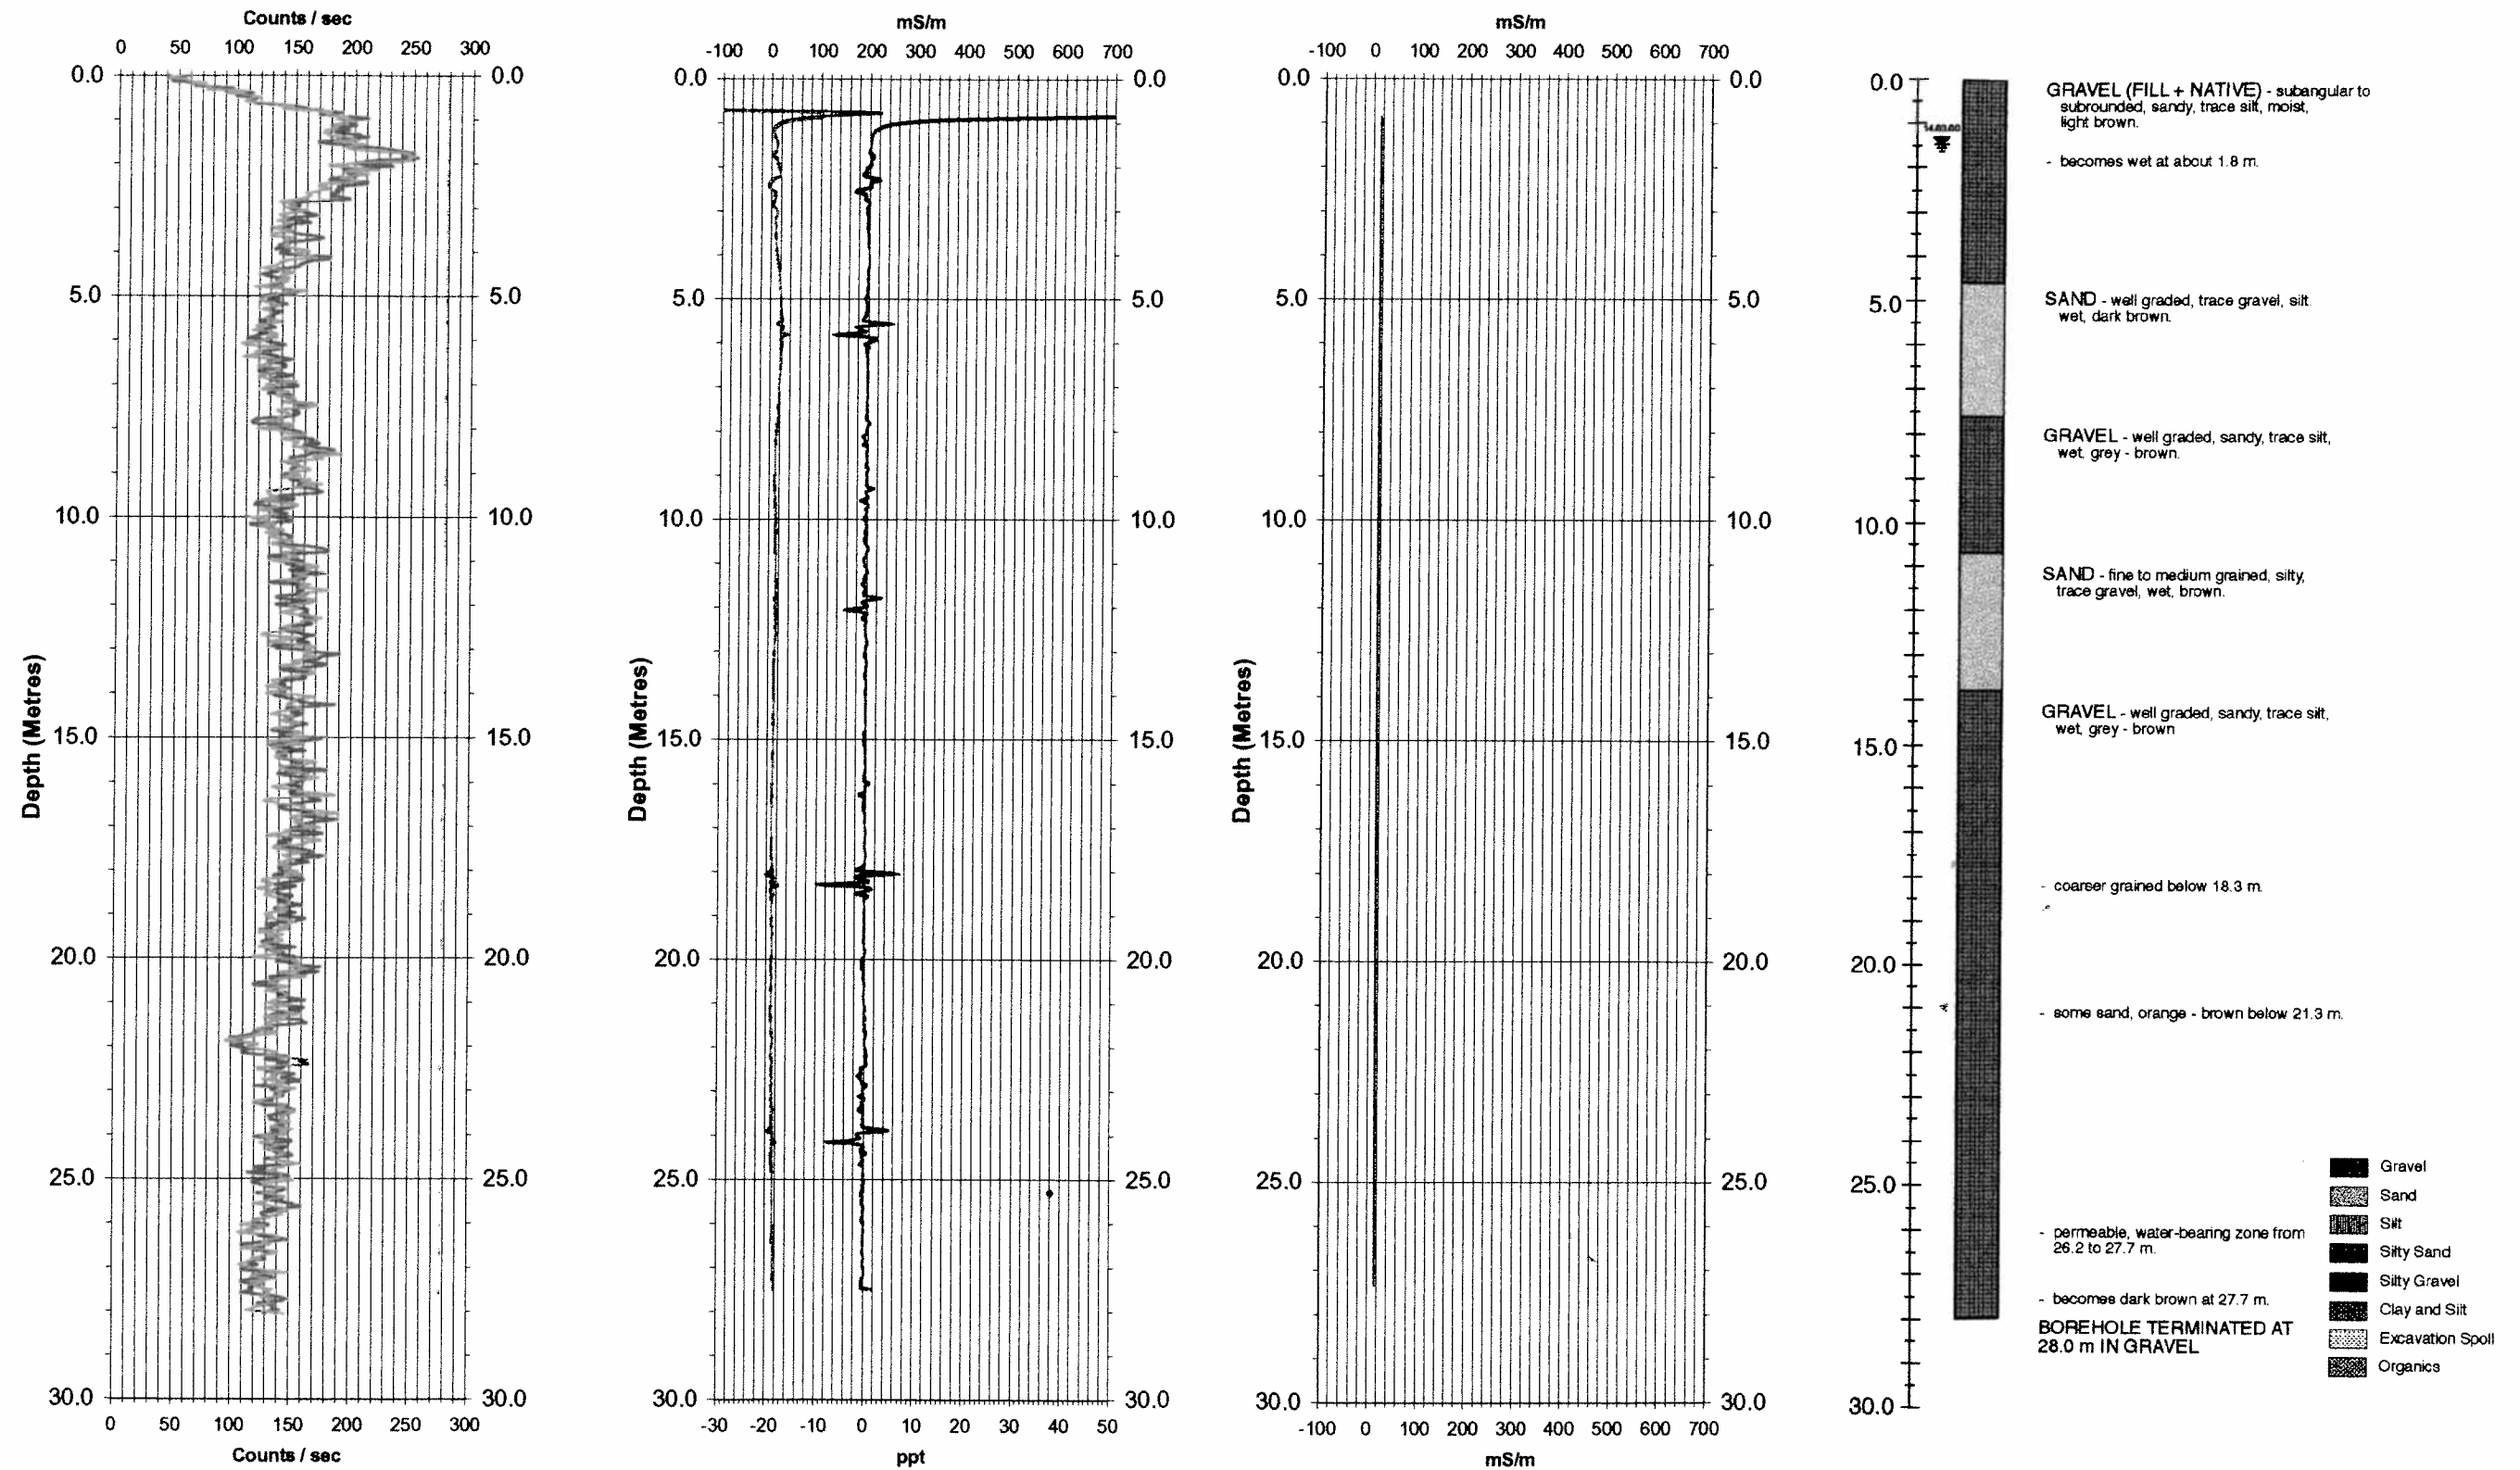 Counts / sec
0 50 100 150 200 250 300
0.0 0.0
5.0 5.0
10.0 10.0
15.0 15.0
20.0 20.0
25.0 25.0
30.0 30.0
Depth (Metres)
0 50 100 150 200 250 300
Counts / sec
mS/m
-100 0 100 200 300 400 500 600 700
0.0 0.0
5.0 5.0
10.0 10.0
15.0 15.0
20.0 20.0
25.0 25.0
30.0 30.0
Depth (Metres)
-30 -20 -10 0 10 20 30 40 50
ppt
mS/m
-100 0 100 200 300 400 500 600 700
0.0 0.0
5.0 5.0
10.0 10.0
15.0 15.0
20.0 20.0
25.0 25.0
30.0 30.0
Depth (Metres)
-100 0 100 200 300 400 500 600 700
mS/m
0.0
5.0
10.0
15.0
20.0
25.0
30.0
GRAVEL (FILL + NATIVE) - subangular to
subrounded, sandy, trace silt, moist,
light brown.
- becomes wet at about 1.8 m.
SAND - well graded, trace gravel, silt.
wet, dark brown.
GRAVEL - well graded, sandy, trace silt,
wet, grey - brown.
SAND - fine to medium grained, silty,
trace gravel, wet, brown.
GRAVEL - well graded, sandy, trace silt,
wet, grey - brown
- coarser grained below 18.3 m.
- some sand, orange - brown below 21.3 m.
- permeable, water-bearing zone from
26.2 to 27.7 m.
- becomes dark brown at 27.7 m.
BOREHOLE TERMINATED AT
28.0 m IN GRAVEL
Gravel
Sand
Silt
Silty Sand
Silty Gravel
Clay and Silt
Excavation Spoil
Organics